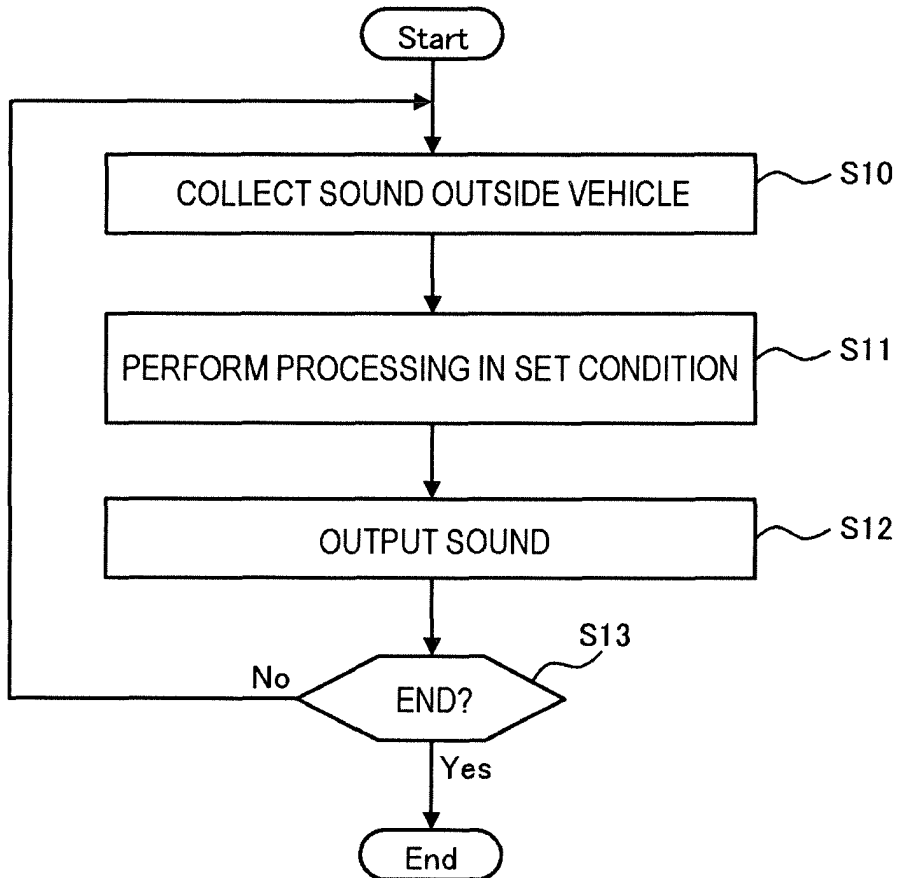 Start
COLLECT SOUND OUTSIDE VEHICLE
S10
PERFORM PROCESSING IN SET CONDITION
S11
OUTPUT SOUND
S12
S13
No
END?
Yes
End